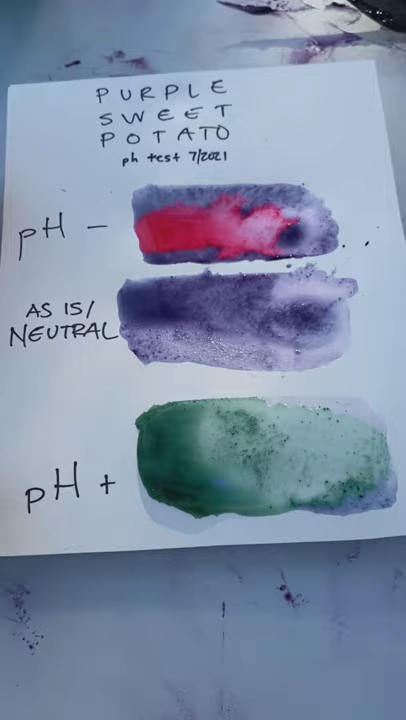 PURPLE
SWEET
POTATO
ph test 7/2021
pH -
AS IS/
NEUTRAL
pH +